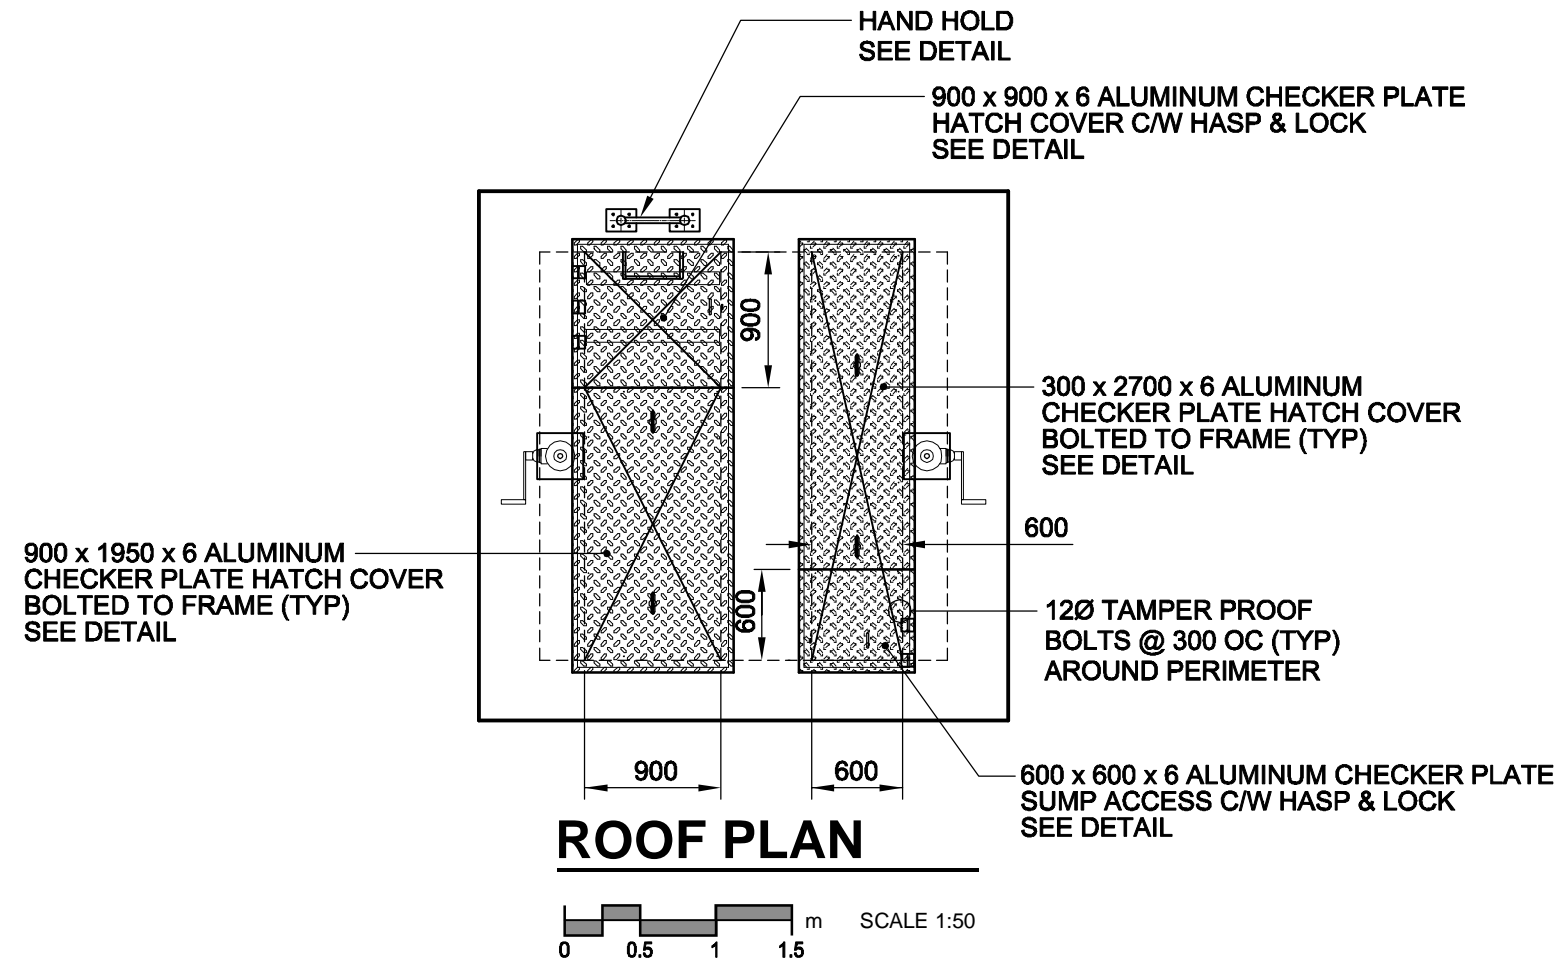 HAND HOLD
SEE DETAIL
900 x 900 x 6 ALUMINUM CHECKER PLATE
HATCH COVER C/W HASP & LOCK
SEE DETAIL
900
300 x 2700 x 6 ALUMINUM
CHECKER PLATE HATCH COVER
BOLTED TO FRAME (TYP)
SEE DETAIL
600
900 x 1950 x 6 ALUMINUM
CHECKER PLATE HATCH COVER
BOLTED TO FRAME (TYP)
SEE DETAIL
600
12Ø TAMPER PROOF
BOLTS @ 300 OC (TYP)
AROUND PERIMETER
900
600
600 x 600 x 6 ALUMINUM CHECKER PLATE
SUMP ACCESS C/W HASP & LOCK
SEE DETAIL
ROOF PLAN
m SCALE 1:50
0 0.5 1 1.5